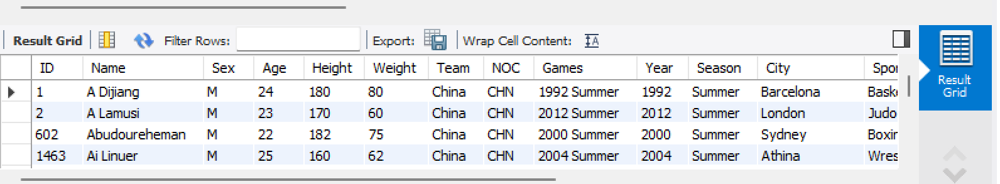 Result Grid Filter Rows: Export: Wrap Cell Content: A
ID Name Sex Age Height Weight Team NOC Games Year Season City Spor
1 A Dijiang M 24 180 80 China CHN 1992 Summer 1992 Summer Barcelona Bask
2 A Lamusi M 23 170 60 China CHN 2012 Summer 2012 Summer London Judo
602 Abudoureheman M 22 182 75 China CHN 2000 Summer 2000 Summer Sydney Boxir
1463 Ai Linuer M 25 160 62 China CHN 2004 Summer 2004 Summer Athina Wres
Result
Grid